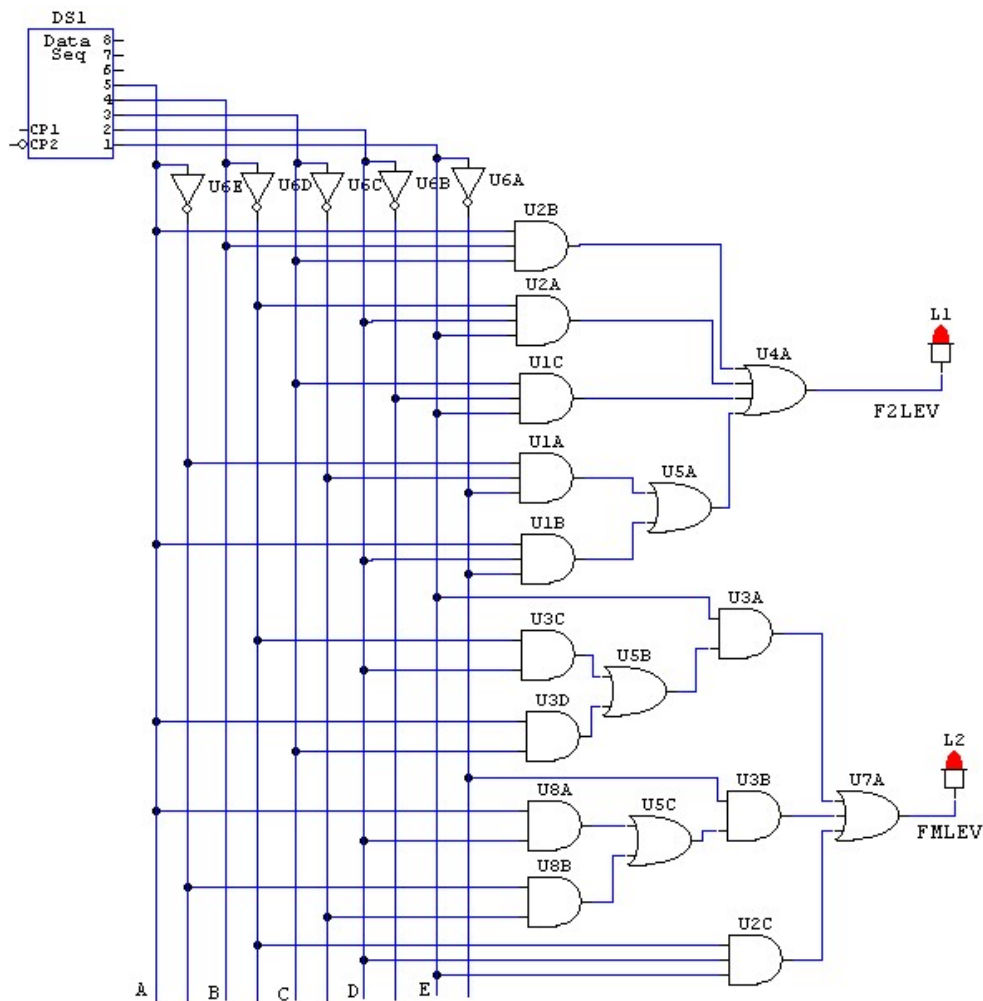 DS1
Data 8
Seq 7
6
5
4
3
CP1 2
CP2 1
U6E U6D U6C U6B U6A
U2B
U2A
L1
U4A
U1C
F2LEV
U1A
U5A
U1B
U3A
U3C
U5B
U3D
L2
U3B U7A
U8A U5C
FMLEV
U8B
U2C
A B C D E